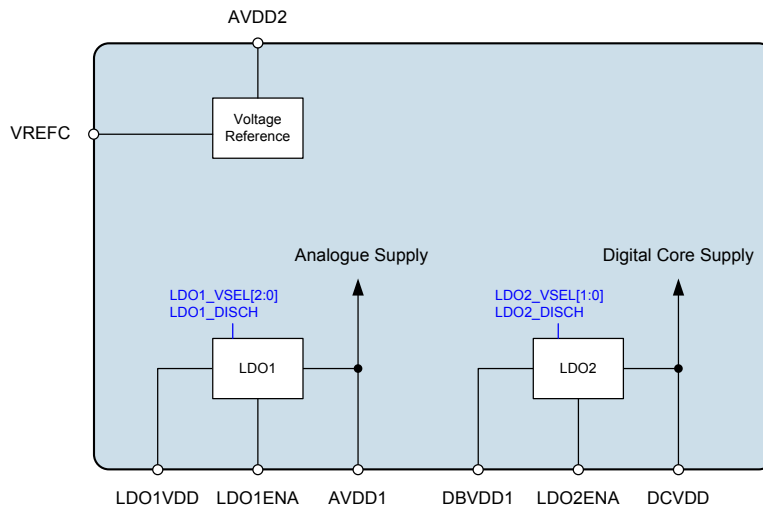 AVDD2
VREFC
Voltage
Reference
Analogue Supply
Digital Core Supply
LDO1_VSEL[2:0]
LDO1_DISCH
LDO2_VSEL[1:0]
LDO2_DISCH
LDO1
LDO2
LDO1VDD
LDO1ENA
AVDD1
DBVDD1
LDO2ENA
DCVDD